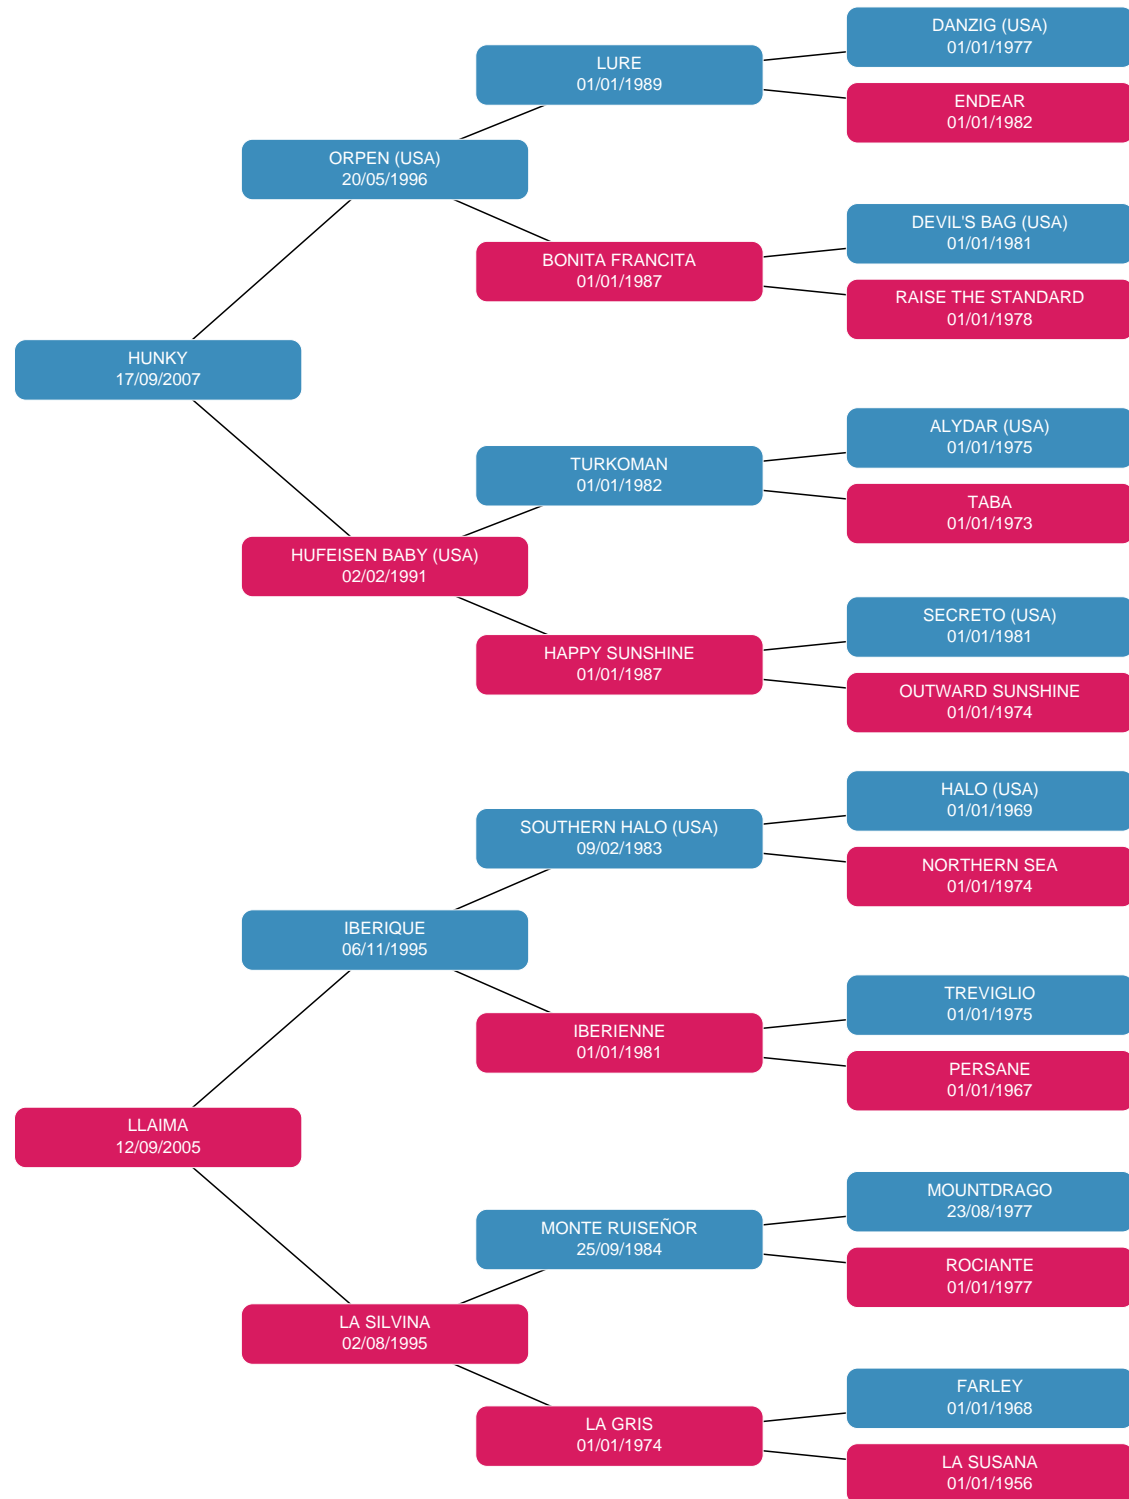 DANZIG (USA)
01/01/1977
LURE
01/01/1989
ENDEAR
01/01/1982
ORPEN (USA)
20/05/1996
DEVIL'S BAG (USA)
01/01/1981
BONITA FRANCITA
01/01/1987
RAISE THE STANDARD
01/01/1978
HUNKY
17/09/2007
ALYDAR (USA)
01/01/1975
TURKOMAN
01/01/1982
TABA
01/01/1973
HUFEISEN BABY (USA)
02/02/1991
SECRETO (USA)
01/01/1981
HAPPY SUNSHINE
01/01/1987
OUTWARD SUNSHINE
01/01/1974
HALO (USA)
01/01/1969
SOUTHERN HALO (USA)
09/02/1983
NORTHERN SEA
01/01/1974
IBERIQUE
06/11/1995
TREVIGLIO
01/01/1975
IBERIENNE
01/01/1981
PERSANE
01/01/1967
LLAIMA
12/09/2005
MOUNTDRAGO
23/08/1977
MONTE RUISEÑOR
25/09/1984
ROCIANTE
01/01/1977
LA SILVINA
02/08/1995
FARLEY
01/01/1968
LA GRIS
01/01/1974
LA SUSANA
01/01/1956